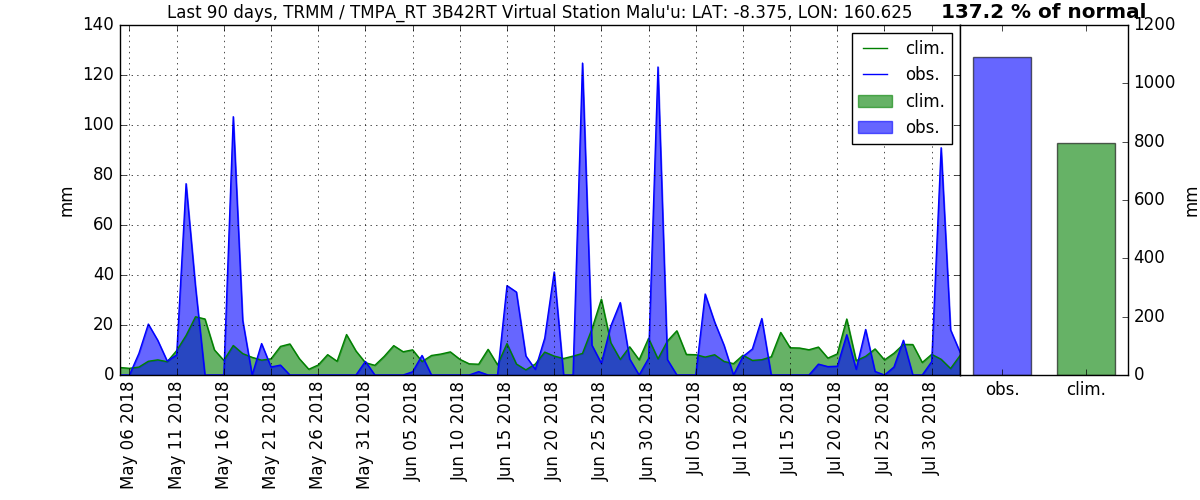 Last 90 days, TRMM / TMPA_RT 3B42RT Virtual Station Malu'u: LAT: -8.375, LON: 160.625
137.2 % of normal
140
120
100
80
60
40
20
0
mm
clim.
obs.
clim.
obs.
1200
1000
800
600
400
200
0
mm
obs.
clim.
May 06 2018
May 11 2018
May 16 2018
May 21 2018
May 26 2018
May 31 2018
Jun 05 2018
Jun 10 2018
Jun 15 2018
Jun 20 2018
Jun 25 2018
Jun 30 2018
Jul 05 2018
Jul 10 2018
Jul 15 2018
Jul 20 2018
Jul 25 2018
Jul 30 2018